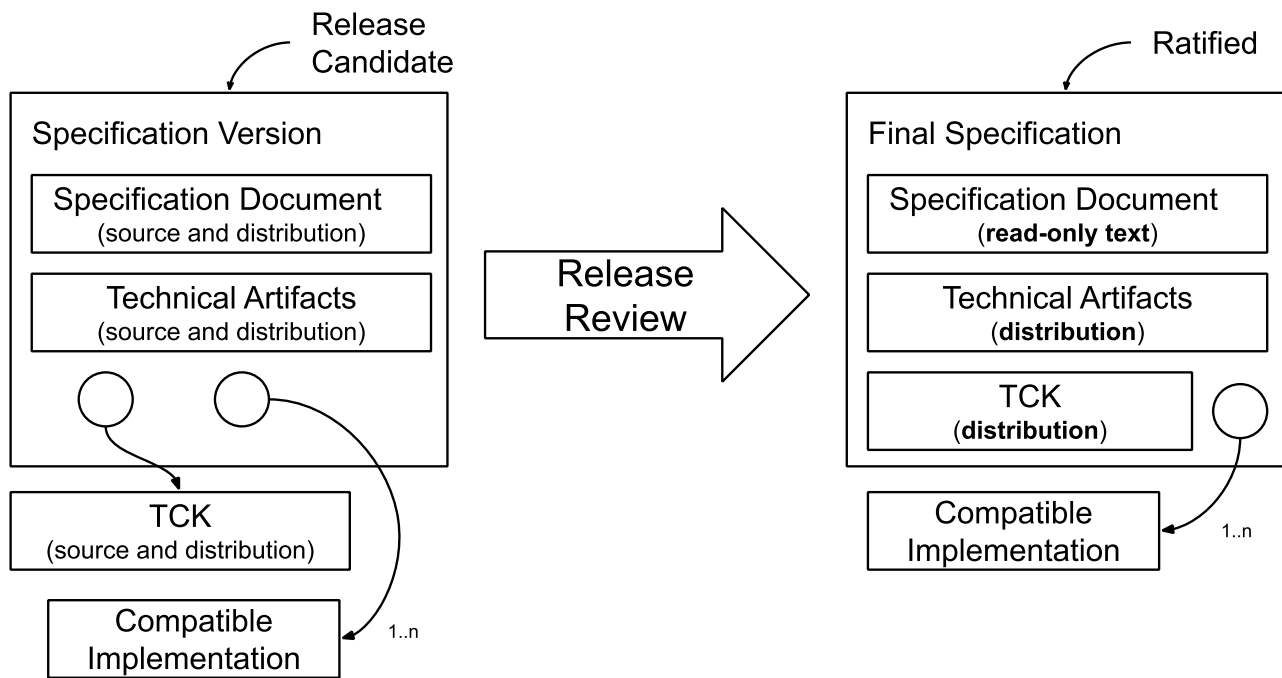 Release
Candidate
Specification Version
Specification Document
(source and distribution)
Technical Artifacts
(source and distribution)
TCK
(source and distribution)
Compatible
Implementation
1..n
Release
Review
Ratified
Final Specification
Specification Document
(read-only text)
Technical Artifacts
(distribution)
TCK
(distribution)
Compatible
Implementation
1..n